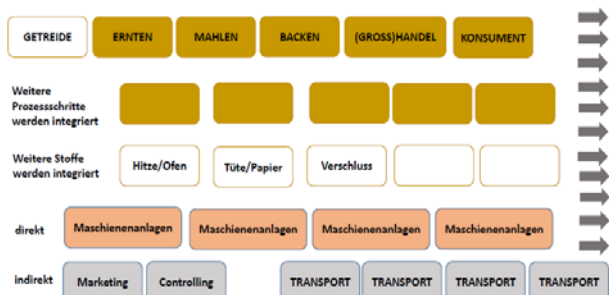 GETREIDE ERNTEN MAHLEN BACKEN (GROSS)HANDEL KONSUMENT
Weitere
Prozessschritte
werden integriert
Weitere Stoffe
werden integriert
Hitze/Ofen Tüte/Papier Verschluss
direkt Maschienenanlagen Maschienenanlagen Maschienenanlagen Maschienenanlagen
indirekt Marketing Controlling TRANSPORT TRANSPORT TRANSPORT TRANSPORT